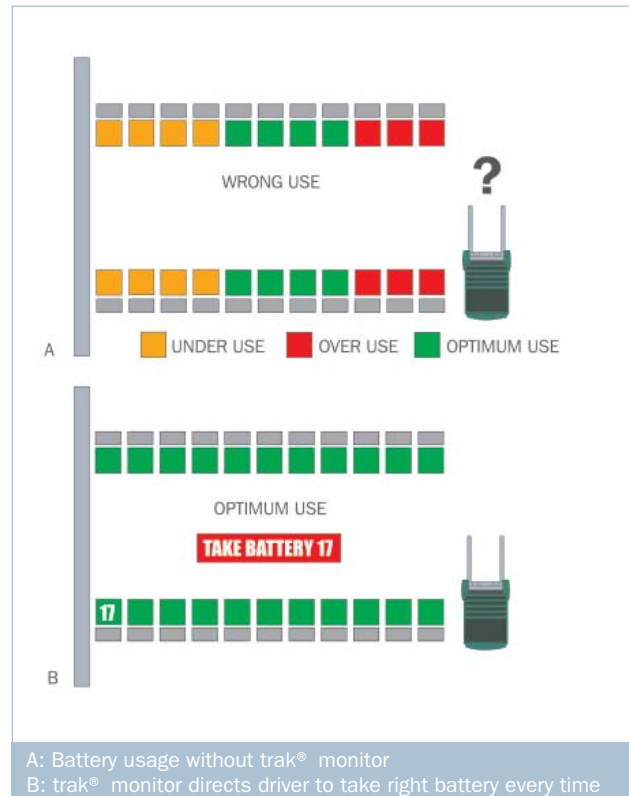 ?
WRONG USE
A
UNDER USE OVER USE OPTIMUM USE
OPTIMUM USE
TAKE BATTERY 17
17
B
A: Battery usage without trak® monitor
B: trak® monitor directs driver to take right battery every time